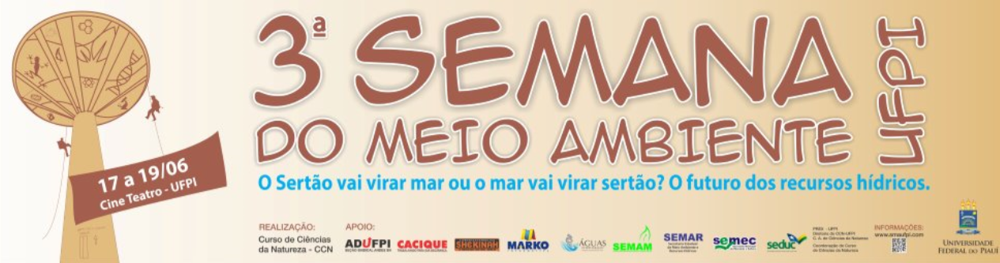 3ª SEMANA
DO MEIO AMBIENTE
UFPI
17 a 19/06
Cine Teatro - UFPI
O Sertão vai virar mar ou o mar vai virar sertão? O futuro dos recursos hídricos.
REALIZAÇÃO:
Curso de Ciências
da Natureza - CCN
APOIO:
ADUFPI
CACIQUE
SHEKINAH
MARKO
ÁGUAS
SEMAM
SEMAR
semec
seduc
PREX - UFPI
INFORMAÇÕES:
www.smaufpi.com
UNIVERSIDADE
FEDERAL DO PIAUÍ